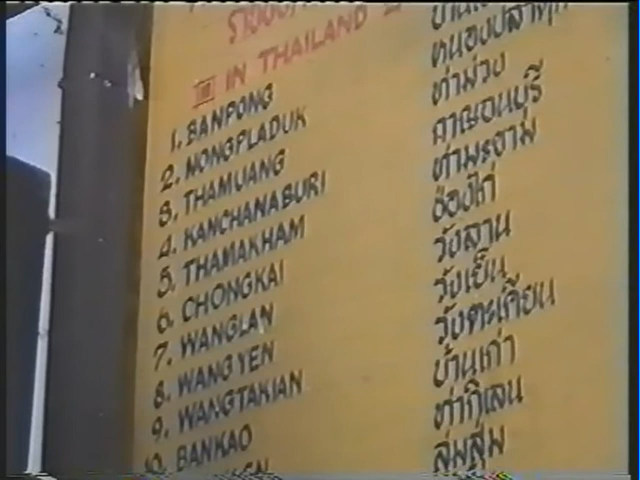 III IN THAILAND
1. BANPONG
2. NONGPLADUK
3. THAMUANG
4. KANCHANABURI
5. THAMAKHAM
6. CHONGKAI
7. WANGLAN
8. WANGYEN
9. WANGTAKIAN
10. BANKAO
หนองปลาดุก
ท่าม่วง
กาญจนบุรี
ท่ามะขาม
ช่องไก่
วังลาน
วังเย็น
วังตะเคียน
บ้านเก่า
ท่ากิเลน
ลุ่มสุ่ม